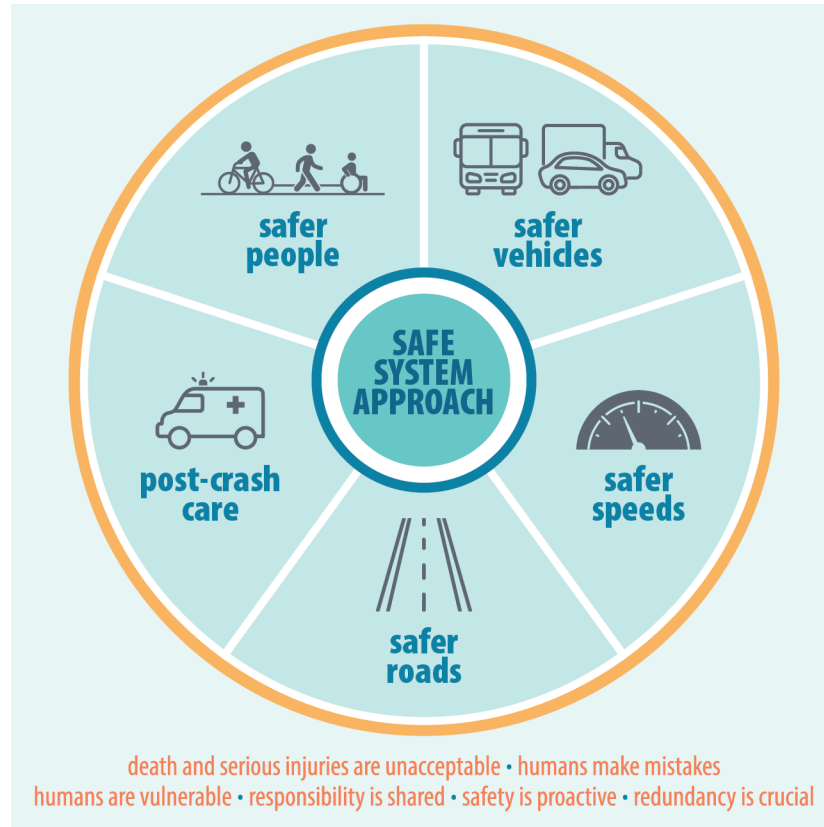 safer
people
safer
vehicles
SAFE
SYSTEM
APPROACH
post-crash
care
safer
speeds
safer
roads
death and serious injuries are unacceptable • humans make mistakes
humans are vulnerable • responsibility is shared • safety is proactive • redundancy is crucial